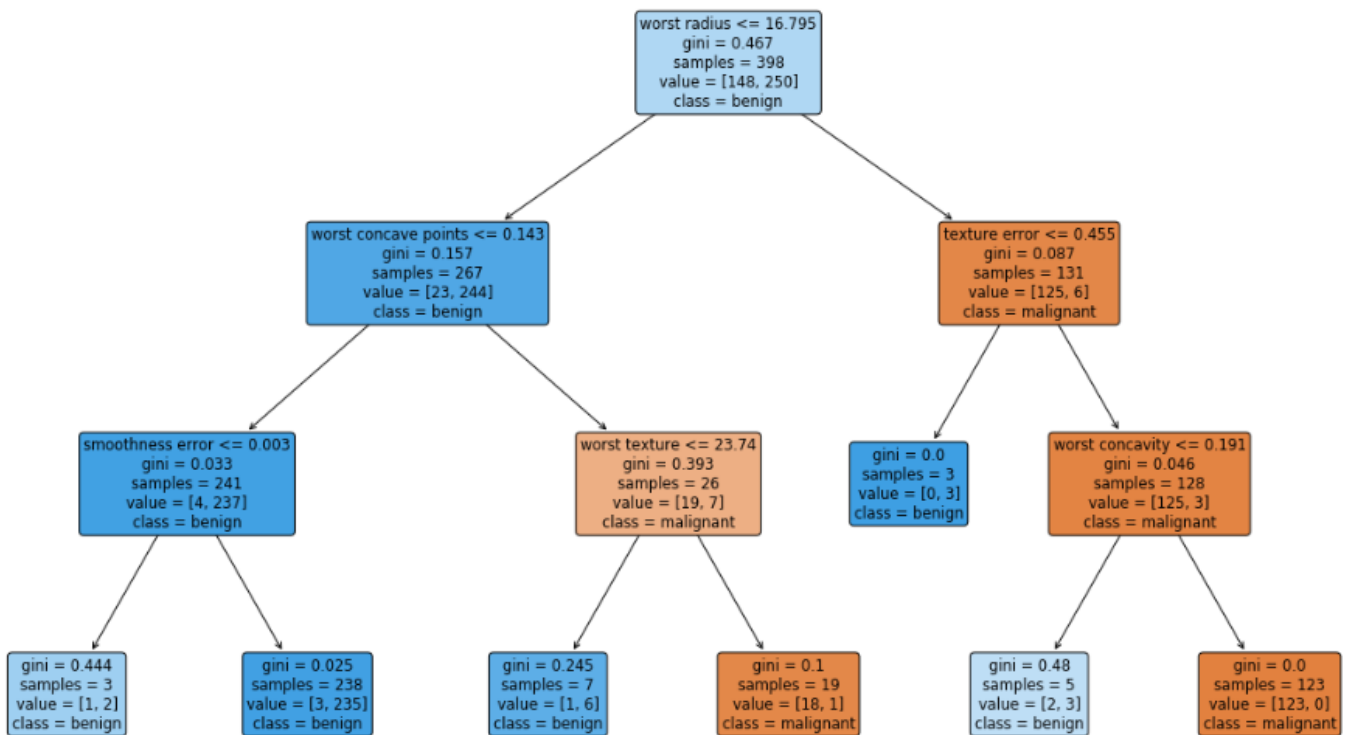 worst radius <= 16.795
gini = 0.467
samples = 398
value = [148, 250]
class = benign
worst concave points <= 0.143
gini = 0.157
samples = 267
value = [23, 244]
class = benign
texture error <= 0.455
gini = 0.087
samples = 131
value = [125, 6]
class = malignant
smoothness error <= 0.003
gini = 0.033
samples = 241
value = [4, 237]
class = benign
worst texture <= 23.74
gini = 0.393
samples = 26
value = [19, 7]
class = malignant
gini = 0.0
samples = 3
value = [0, 3]
class = benign
worst concavity <= 0.191
gini = 0.046
samples = 128
value = [125, 3]
class = malignant
gini = 0.444
samples = 3
value = [1, 2]
class = benign
gini = 0.025
samples = 238
value = [3, 235]
class = benign
gini = 0.245
samples = 7
value = [1, 6]
class = benign
gini = 0.1
samples = 19
value = [18, 1]
class = malignant
gini = 0.48
samples = 5
value = [2, 3]
class = benign
gini = 0.0
samples = 123
value = [123, 0]
class = malignant